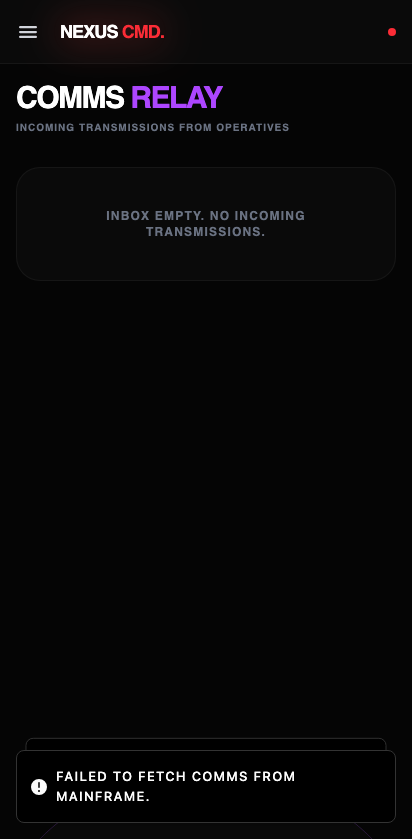 NEXUS CMD.
COMMS RELAY
INCOMING TRANSMISSIONS FROM OPERATIVES
INBOX EMPTY. NO INCOMING
TRANSMISSIONS.
FAILED TO FETCH COMMS FROM
MAINFRAME.